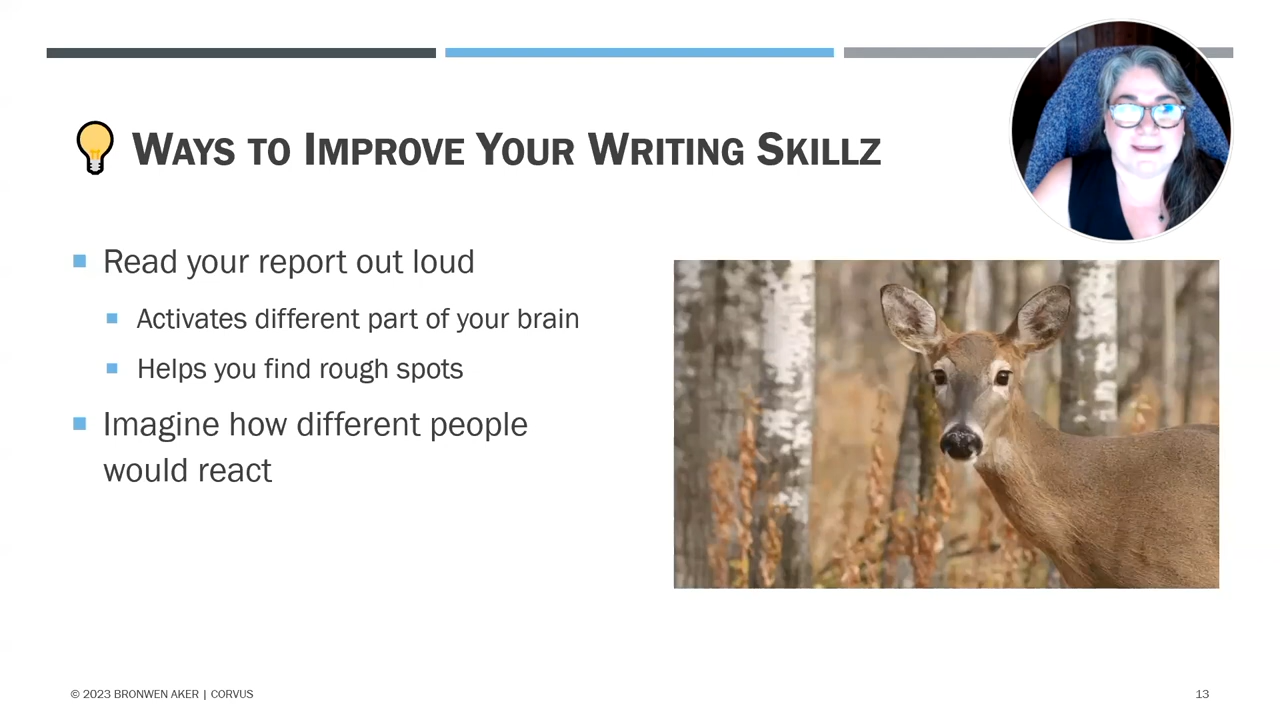 Ways to Improve Your Writing Skillz
Read your report out loud
Activates different part of your brain
Helps you find rough spots
Imagine how different people
would react
© 2023 BRONWEN AKER | CORVUS
13